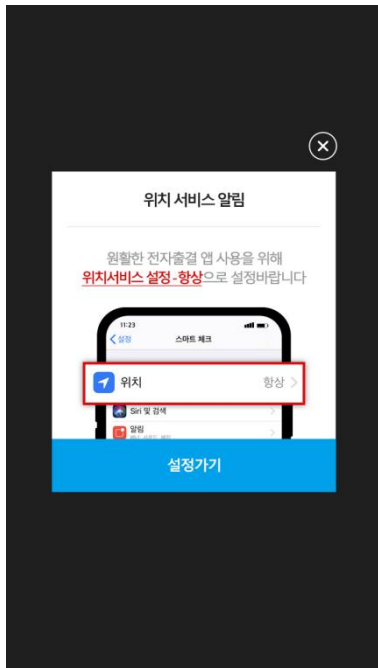 위치 서비스 알림
원활한 전자출결 앱 사용을 위해
위치서비스 설정-항상으로 설정바랍니다
11:23
설정 스마트 체크
위치 항상
Siri 및 검색
알림
설정가기